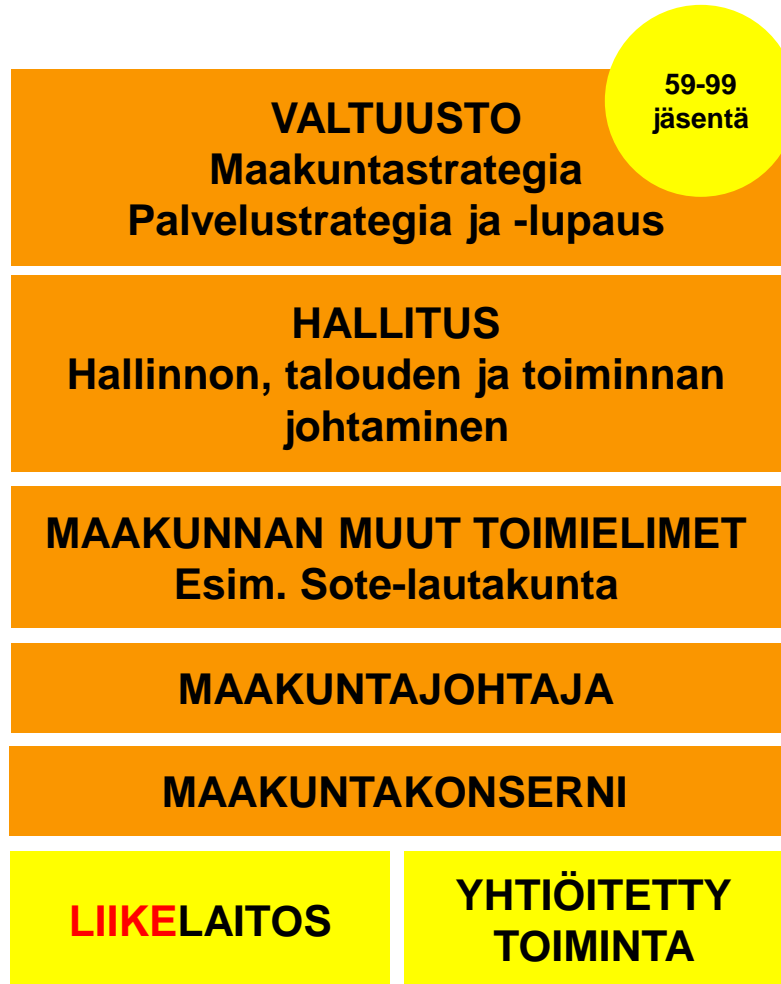 59-99
jäsentä
VALTUUSTO
Maakuntastrategia
Palvelustrategia ja -lupaus
HALLITUS
Hallinnon, talouden ja toiminnan
johtaminen
MAAKUNNAN MUUT TOIMIELIMET
Esim. Sote-lautakunta
MAAKUNTAJOHTAJA
MAAKUNTAKONSERNI
LIIKELAITOS
YHTIÖITETTY
TOIMINTA